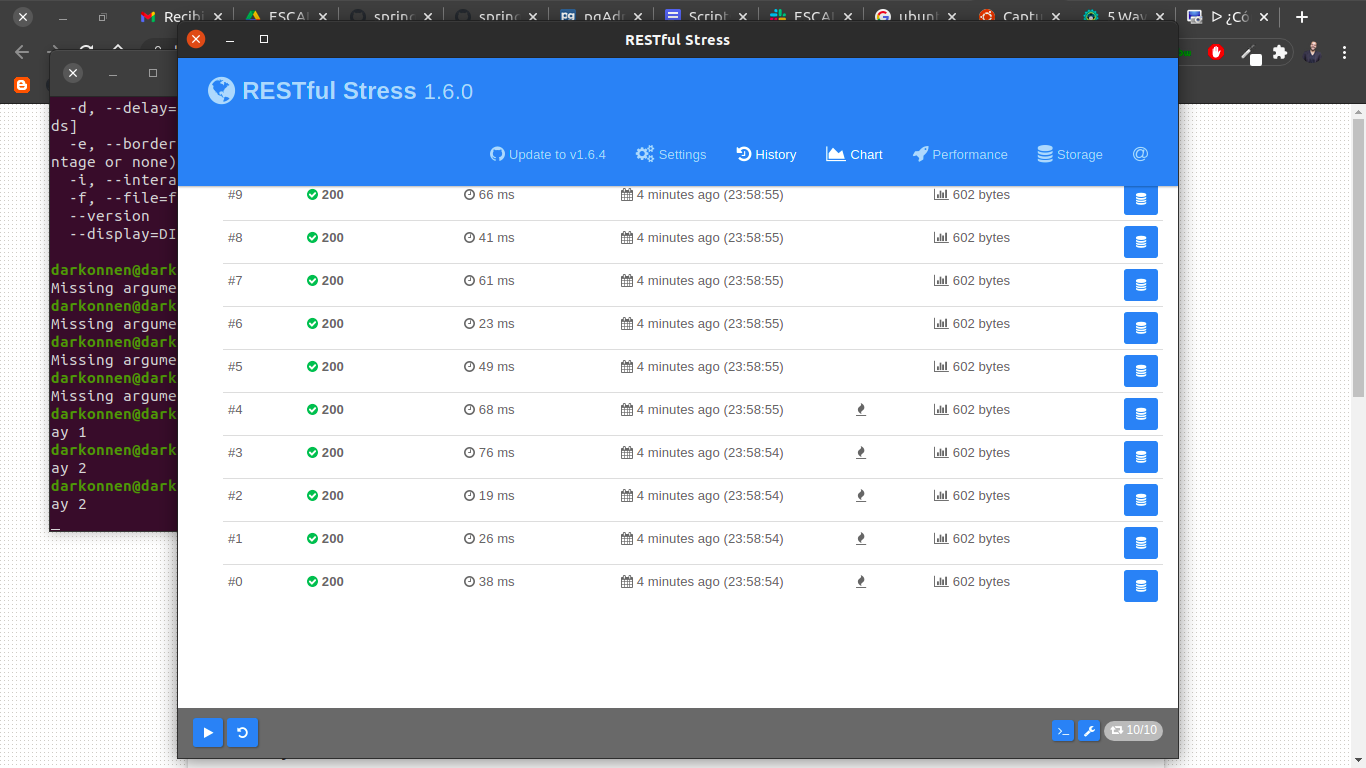 Recibi
ESCAL
spring
spring
pgAdr
Script
ESCAL
ubunt
Captu
5 Way
¿Có
RESTful Stress
RESTful Stress 1.6.0
Update to v1.6.4 Settings History Chart Performance Storage @
-d, --delay=
ds]
-e, --border
ntage or none)
-i, --intera
-f, --file=f
--version
--display=DI
darkonnen@dark
Missing argume
darkonnen@dark
Missing argume
darkonnen@dark
Missing argume
darkonnen@dark
Missing argume
darkonnen@dark
ay 1
darkonnen@dark
ay 2
darkonnen@dark
ay 2
#9 200 66 ms 4 minutes ago (23:58:55) 602 bytes
#8 200 41 ms 4 minutes ago (23:58:55) 602 bytes
#7 200 61 ms 4 minutes ago (23:58:55) 602 bytes
#6 200 23 ms 4 minutes ago (23:58:55) 602 bytes
#5 200 49 ms 4 minutes ago (23:58:55) 602 bytes
#4 200 68 ms 4 minutes ago (23:58:55) 602 bytes
#3 200 76 ms 4 minutes ago (23:58:54) 602 bytes
#2 200 19 ms 4 minutes ago (23:58:54) 602 bytes
#1 200 26 ms 4 minutes ago (23:58:54) 602 bytes
#0 200 38 ms 4 minutes ago (23:58:54) 602 bytes
10/10